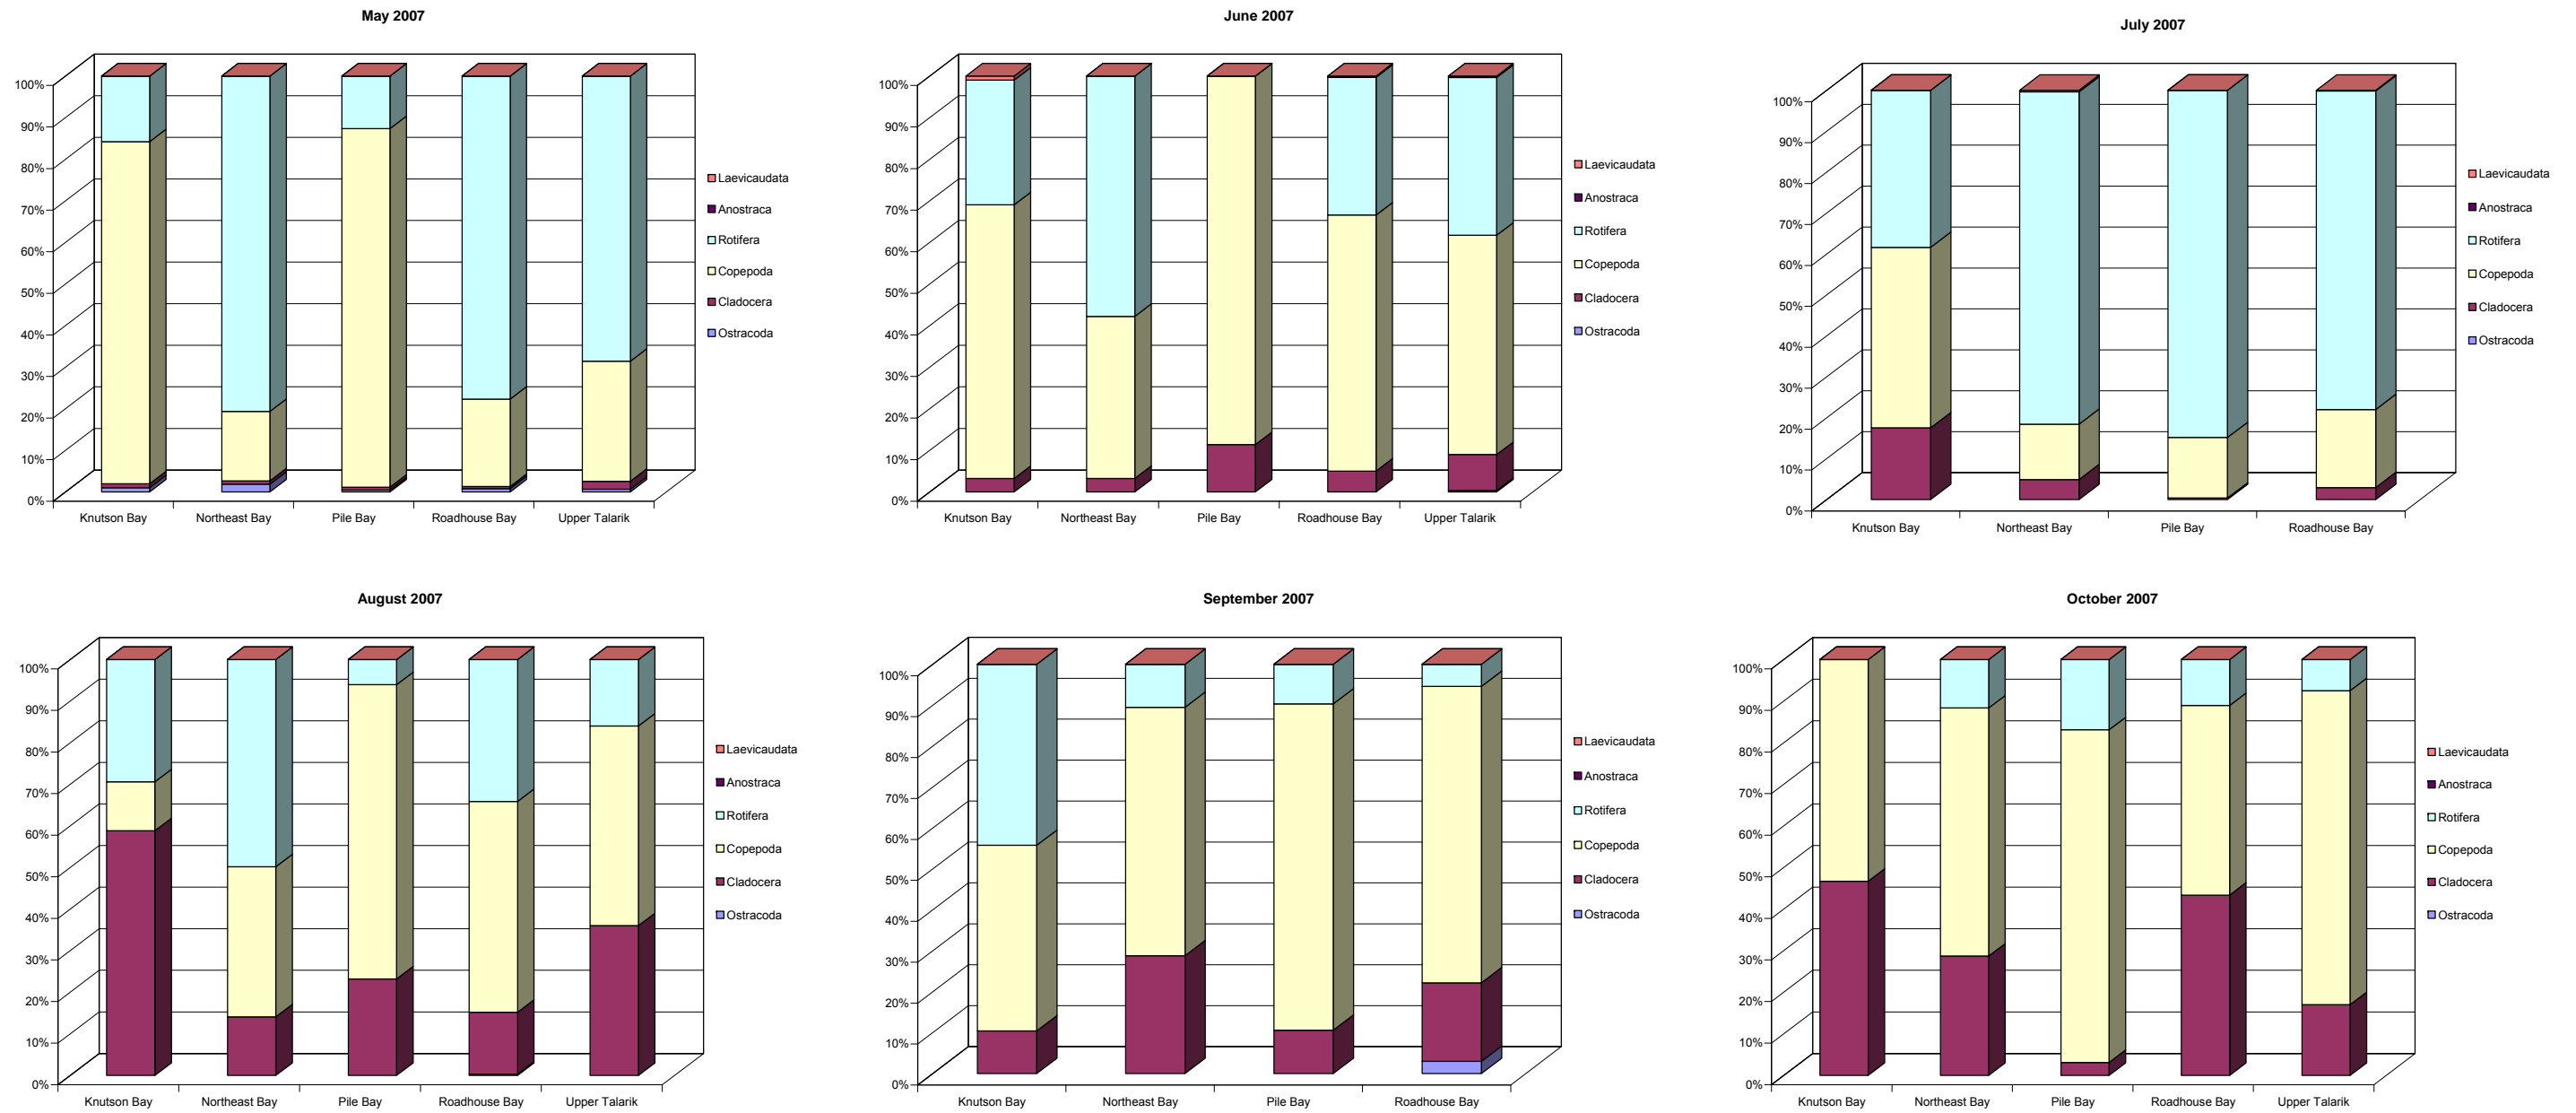 May 2007
100%
90%
80%
70%
60%
50%
40%
30%
20%
10%
0%
Knutson Bay Northeast Bay Pile Bay Roadhouse Bay Upper Talarik
Laevicaudata
Anostraca
Rotifera
Copepoda
Cladocera
Ostracoda
June 2007
100%
90%
80%
70%
60%
50%
40%
30%
20%
10%
0%
Knutson Bay Northeast Bay Pile Bay Roadhouse Bay Upper Talarik
Laevicaudata
Anostraca
Rotifera
Copepoda
Cladocera
Ostracoda
July 2007
100%
90%
80%
70%
60%
50%
40%
30%
20%
10%
0%
Knutson Bay Northeast Bay Pile Bay Roadhouse Bay
Laevicaudata
Anostraca
Rotifera
Copepoda
Cladocera
Ostracoda
August 2007
100%
90%
80%
70%
60%
50%
40%
30%
20%
10%
0%
Knutson Bay Northeast Bay Pile Bay Roadhouse Bay Upper Talarik
Laevicaudata
Anostraca
Rotifera
Copepoda
Cladocera
Ostracoda
September 2007
100%
90%
80%
70%
60%
50%
40%
30%
20%
10%
0%
Knutson Bay Northeast Bay Pile Bay Roadhouse Bay
Laevicaudata
Anostraca
Rotifera
Copepoda
Cladocera
Ostracoda
October 2007
100%
90%
80%
70%
60%
50%
40%
30%
20%
10%
0%
Knutson Bay Northeast Bay Pile Bay Roadhouse Bay Upper Talarik
Laevicaudata
Anostraca
Rotifera
Copepoda
Cladocera
Ostracoda